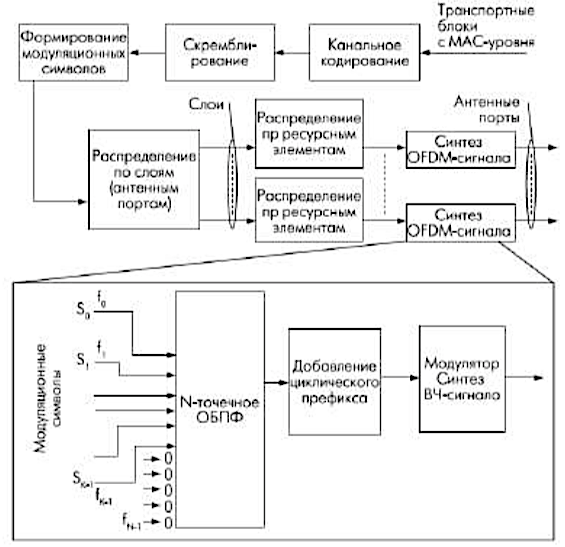 Формирование
модуляционных
символов
Скрембли-
рование
Канальное
кодирование
Транспортные
блоки
с MAC-уровня
Слои
Антенные
порты
Распределение
по слоям
(антенным
портам)
Распределение
пр ресурсным
элементам
Синтез
OFDM-сигнала
Распределение
пр ресурсным
элементам
Синтез
OFDM-сигнала
Модуляционные
символы
S0 f0
S1 f1
SK-1
fK-1
0
0
0
0
fN-1 0
N-точечное
ОБПФ
Добавление
циклического
префикса
Модулятор
Синтез
ВЧ-сигнала